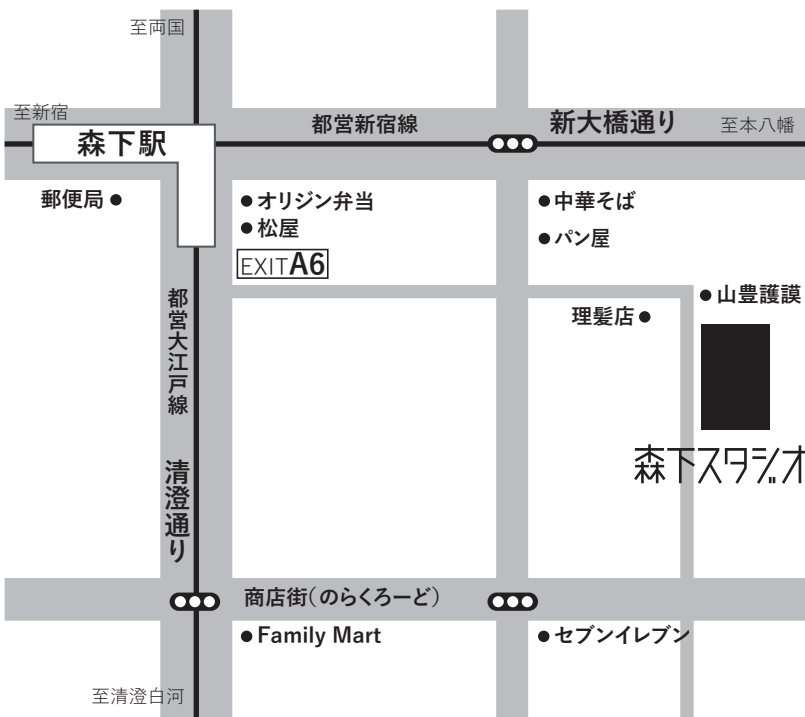 至両国
至新宿
都営新宿線
新大橋通り
至本八幡
森下駅
郵便局
オリジン弁当
中華そば
松屋
パン屋
EXIT A6
都営大江戸線
山豊護謨
理髪店
森下スタジオ
清澄通り
商店街(のらくろーど)
Family Mart
セブンイレブン
至清澄白河